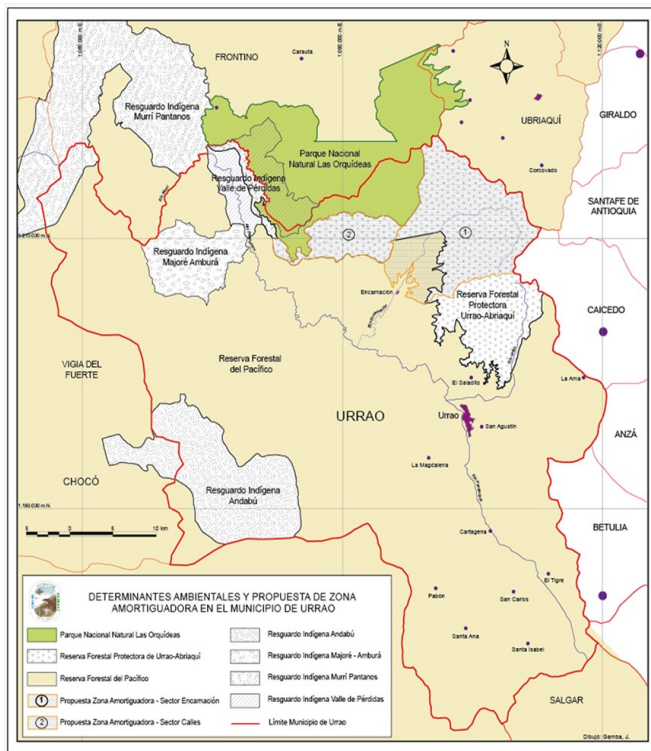 FRONTINO
Carauta
N
GIRALDO
UBRIAQUÍ
Resguardo Indígena
Murrí Pantanos
Parque Nacional
Natural Las Orquídeas
Corcovado
Resguardo Indígena
Valle de Pérdidas
SANTAFE DE
ANTIOQUIA
1
2
Resguardo Indígena
Majoré Amburá
Encarnación
Reserva Forestal
Protectora
Urrao-Abriaquí
CAICEDO
Reserva Forestal
del Pacífico
VIGIA DEL
FUERTE
El Saladito
La Ama
URRAO
Urrao
San Agustín
ANZÁ
La Magdalena
CHOCÓ
Resguardo Indígena
Andabú
BETULIA
5 0 5 10 km
Cartagena
El Tigre
Pabón
San Carlos
Santa Ana
Santa Isabel
SALGAR
DETERMINANTES AMBIENTALES Y PROPUESTA DE ZONA
AMORTIGUADORA EN EL MUNICIPIO DE URRAO
Parque Nacional Natural Las Orquídeas
Reserva Forestal Protectora de Urrao-Abriaquí
Reserva Forestal del Pacífico
1 Propuesta Zona Amortiguadora - Sector Encarnación
2 Propuesta Zona Amortiguadora - Sector Calles
Resguardo Indígena Andabú
Resguardo Indígena Majoré - Amburá
Resguardo Indígena Murrí Pantanos
Resguardo Indígena Valle de Pérdidas
Límite Municipio de Urrao
Dibujo: Gamba, J.